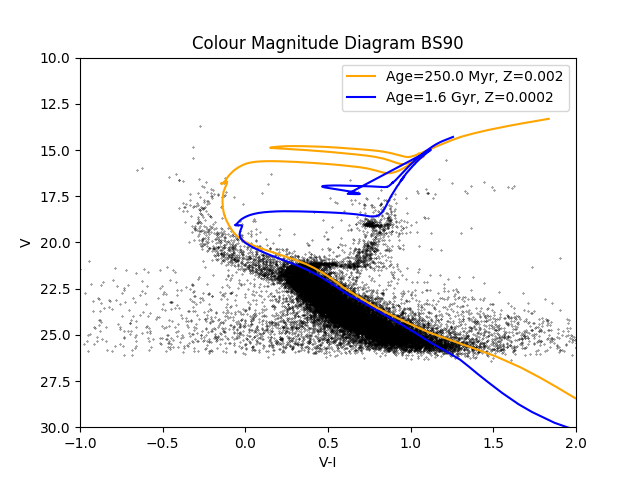 Colour Magnitude Diagram BS90
Age=250.0 Myr, Z=0.002
Age=1.6 Gyr, Z=0.0002
V
10.0
12.5
15.0
17.5
20.0
22.5
25.0
27.5
30.0
−1.0 −0.5 0.0 0.5 1.0 1.5 2.0
V-I